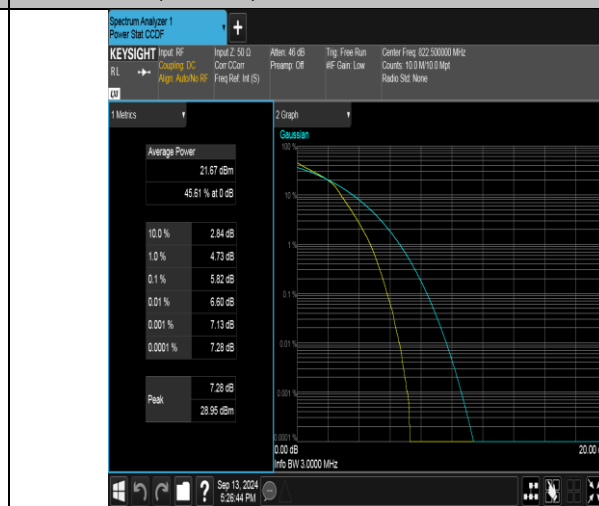 Spectrum Analyzer 1
Power Stat CCDF
+
KEYSIGHT Input: RF Input Z: 50 Ω Atten: 46 dB Trig: Free Run Center Freq: 822.500000 MHz
RL Coupling: DC Corr CCorr Preamp: Off #IF Gain: Low Counts: 10.0 M/10.0 Mpt
Align: Auto/No RF Freq Ref: Int (S) Radio Std: None
LXI
1 Metrics
2 Graph
Gaussian
Average Power
21.67 dBm
45.61 % at 0 dB
10.0 % 2.84 dB
1.0 % 4.73 dB
0.1 % 5.82 dB
0.01 % 6.60 dB
0.001 % 7.13 dB
0.0001 % 7.28 dB
Peak 7.28 dB
28.95 dBm
100 %
10 %
1 %
0.1 %
0.01 %
0.001 %
0.0001 %
0.00 dB 20.00
Info BW 3.0000 MHz
? Sep 13, 2024
5:26:44 PM